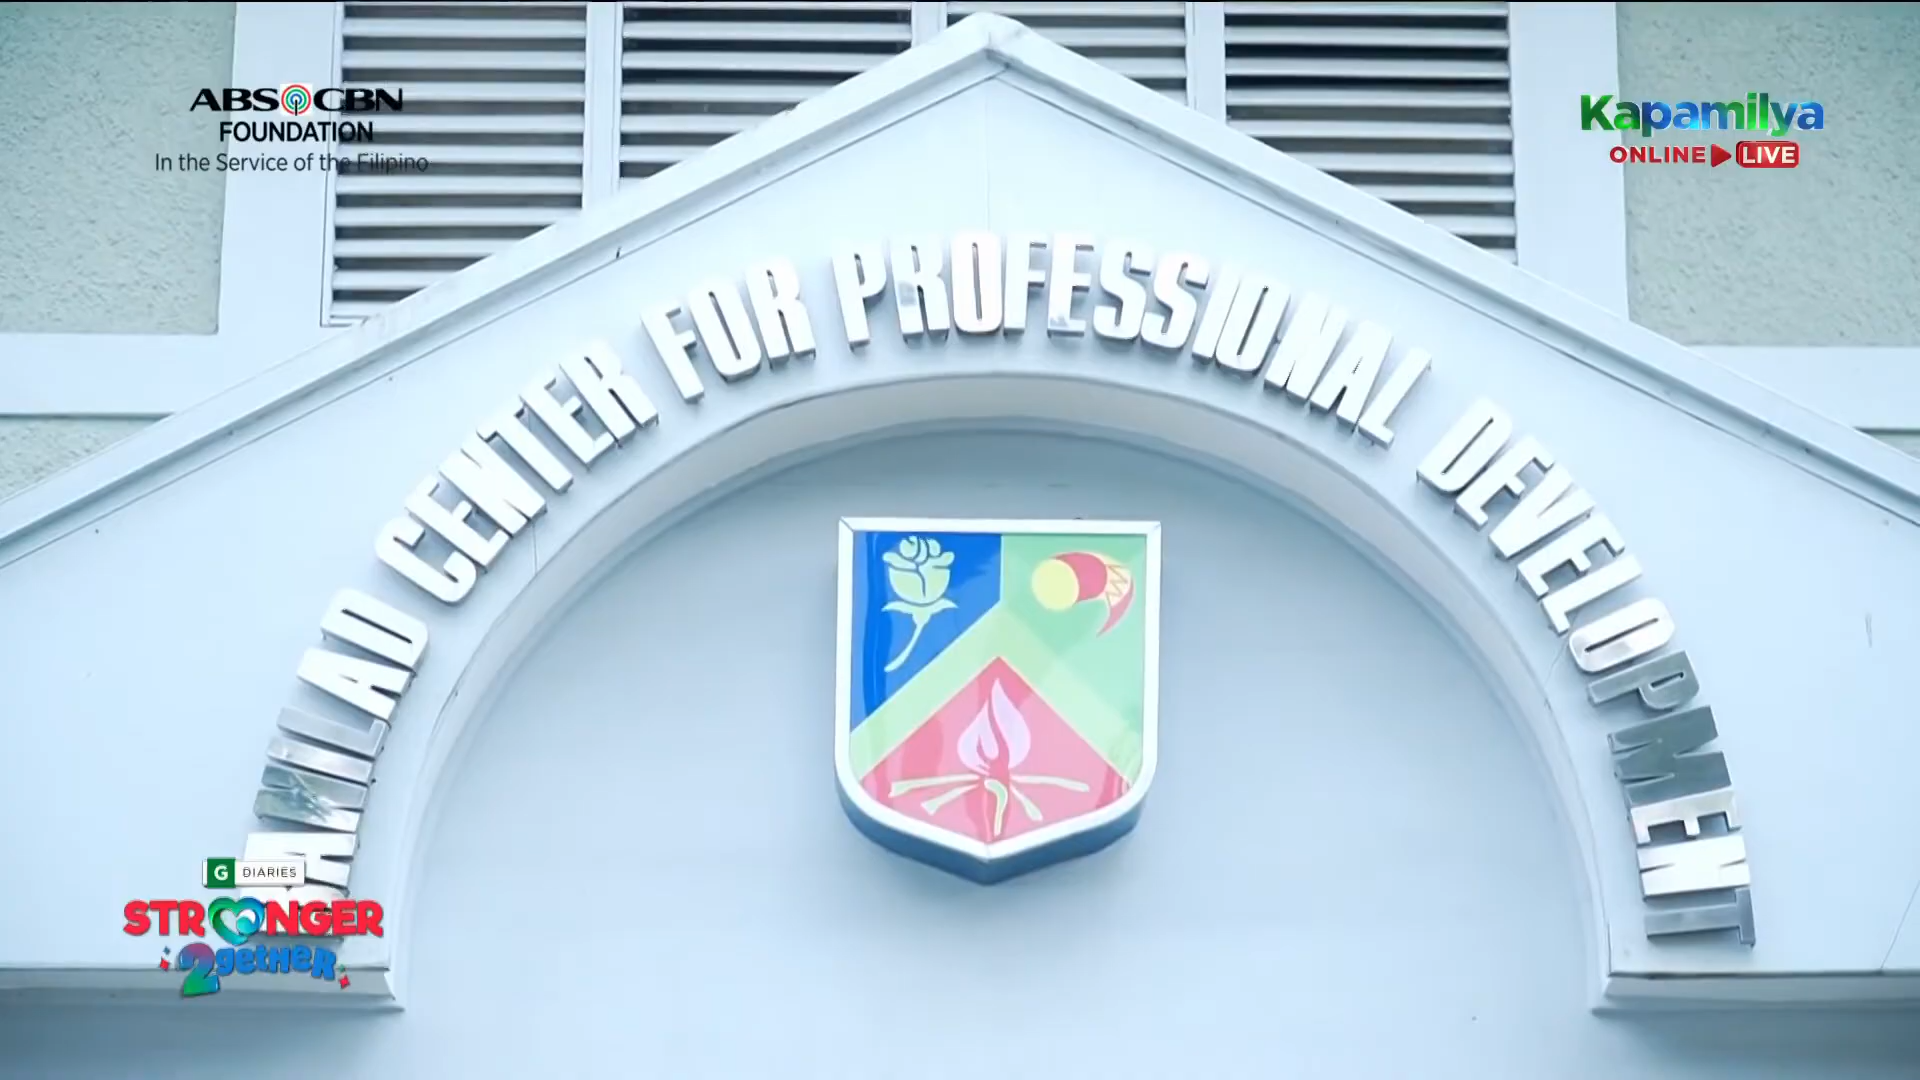 ABS CBN
FOUNDATION
In the Service of the Filipino
Kapamilya
ONLINE LIVE
BANILAD CENTER FOR PROFESSIONAL DEVELOPMENT
G DIARIES
STRONGER
2gether